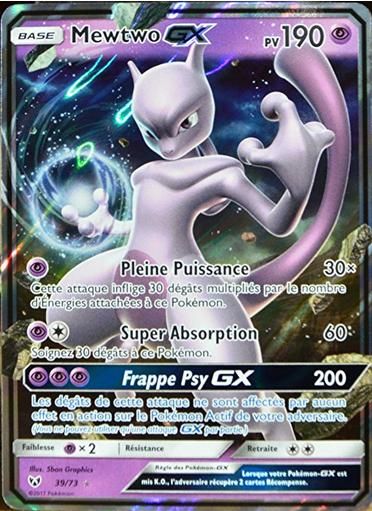 BASE Mewtwo GX PV 190
Pleine Puissance 30×
Cette attaque inflige 30 dégâts multipliés par le nombre
d'Énergies attachées à ce Pokémon.
Super Absorption 60
Soignez 30 dégâts à ce Pokémon.
Frappe Psy GX 200
Les dégâts de cette attaque ne sont affectés par aucun
effet en action sur le Pokémon Actif de votre adversaire.
(Vous ne pouvez utiliser qu'une attaque GX par partie.)
Faiblesse × 2 Résistance Retraite
Illus. 5ban Graphics
Règle des Pokémon-GX
39/73
Lorsque votre Pokémon-GX est
mis K.O., l'adversaire récupère 2 cartes Récompense.
©2017 Pokémon